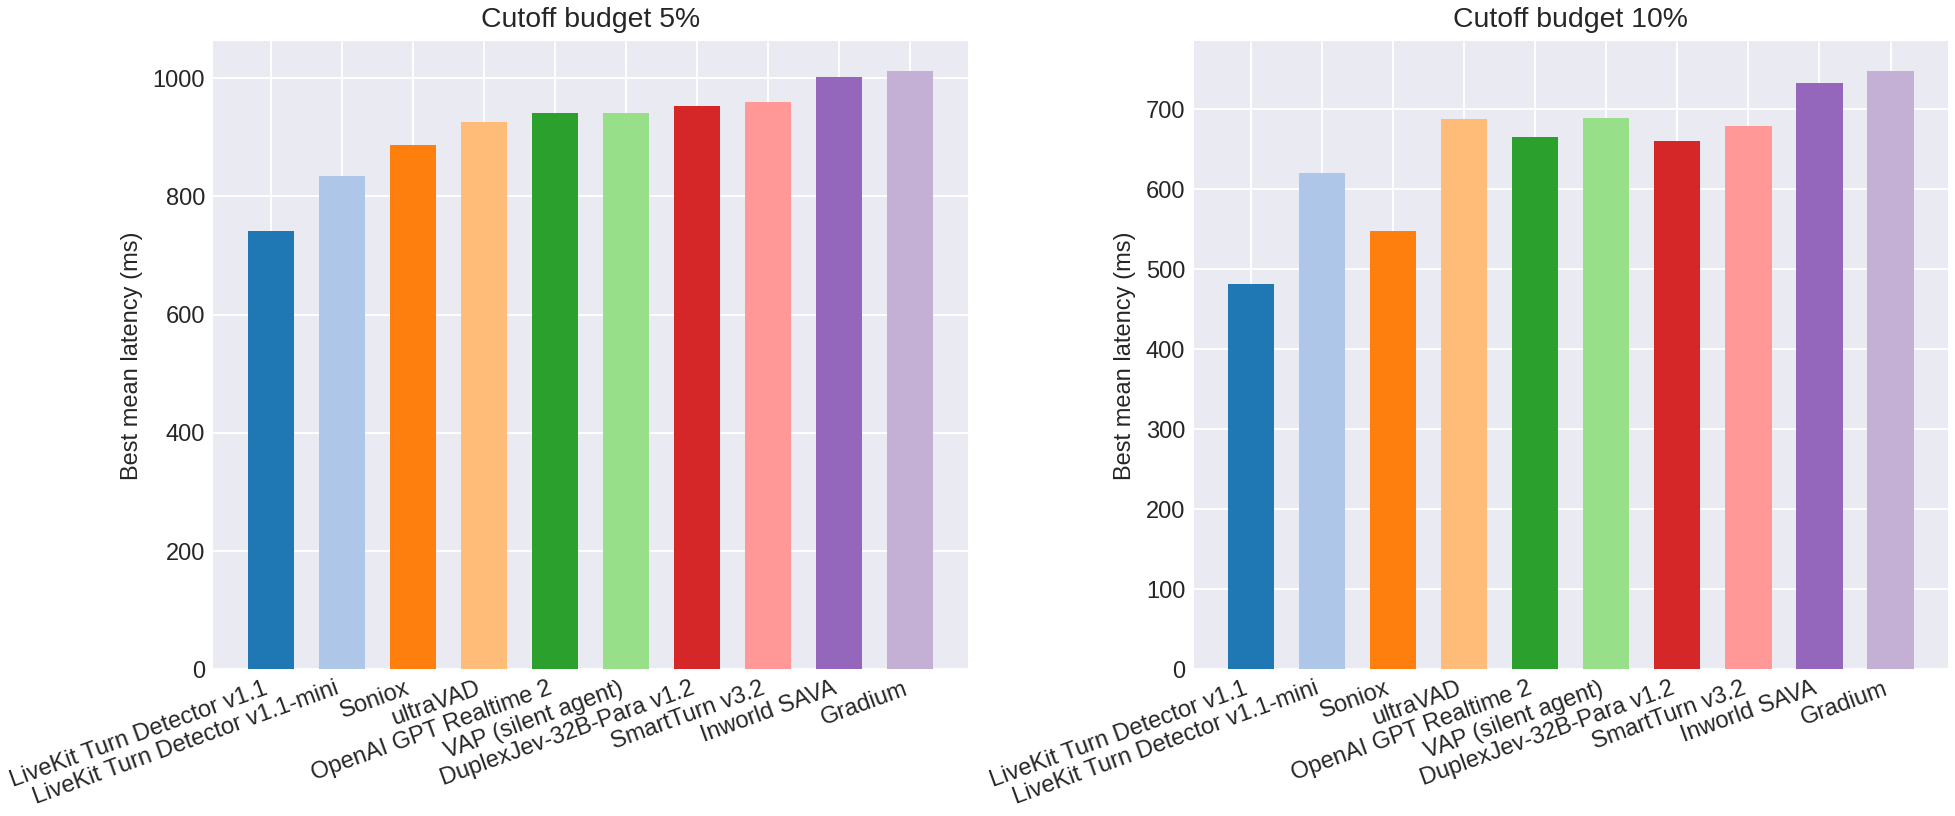 Cutoff budget 5%
Best mean latency (ms)
1000
800
600
400
200
0
LiveKit Turn Detector v1.1
LiveKit Turn Detector v1.1-mini
Soniox
ultraVAD
OpenAI GPT Realtime 2
VAP (silent agent)
DuplexJev-32B-Para v1.2
SmartTurn v3.2
Inworld SAVA
Gradium
Cutoff budget 10%
Best mean latency (ms)
700
600
500
400
300
200
100
0
LiveKit Turn Detector v1.1
LiveKit Turn Detector v1.1-mini
Soniox
ultraVAD
OpenAI GPT Realtime 2
VAP (silent agent)
DuplexJev-32B-Para v1.2
SmartTurn v3.2
Inworld SAVA
Gradium